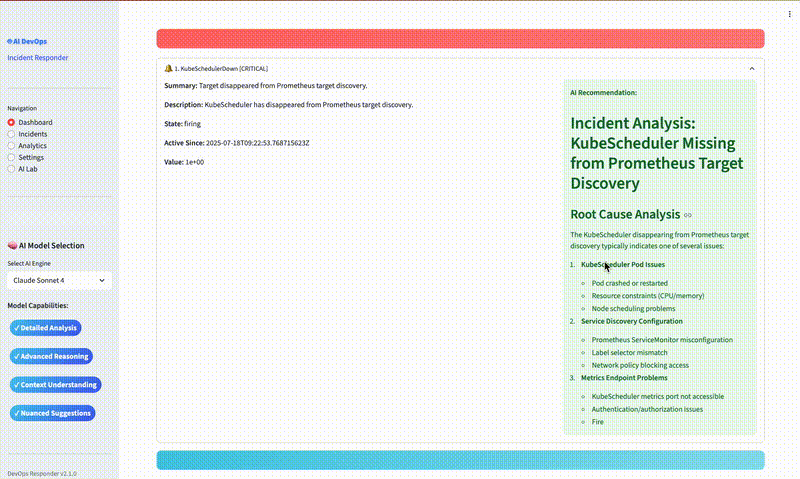 AI DevOps
Incident Responder
Navigation
Dashboard
Incidents
Analytics
Settings
AI Lab
AI Model Selection
Select AI Engine
Claude Sonnet 4
Model Capabilities:
✓Detailed Analysis
✓Advanced Reasoning
✓Context Understanding
✓Nuanced Suggestions
DevOps Responder v2.1.0
1. KubeSchedulerDown [CRITICAL]
Summary: Target disappeared from Prometheus target discovery.
Description: KubeScheduler has disappeared from Prometheus target discovery.
State: firing
Active Since: 2025-07-18T09:22:53.768715623Z
Value: 1e+00
AI Recommendation:
Incident Analysis:
KubeScheduler Missing
from Prometheus Target
Discovery
Root Cause Analysis
The KubeScheduler disappearing from Prometheus target
discovery typically indicates one of several issues:
1. KubeScheduler Pod Issues
Pod crashed or restarted
Resource constraints (CPU/memory)
Node scheduling problems
2. Service Discovery Configuration
Prometheus ServiceMonitor misconfiguration
Label selector mismatch
Network policy blocking access
3. Metrics Endpoint Problems
KubeScheduler metrics port not accessible
Authentication/authorization issues
Fire